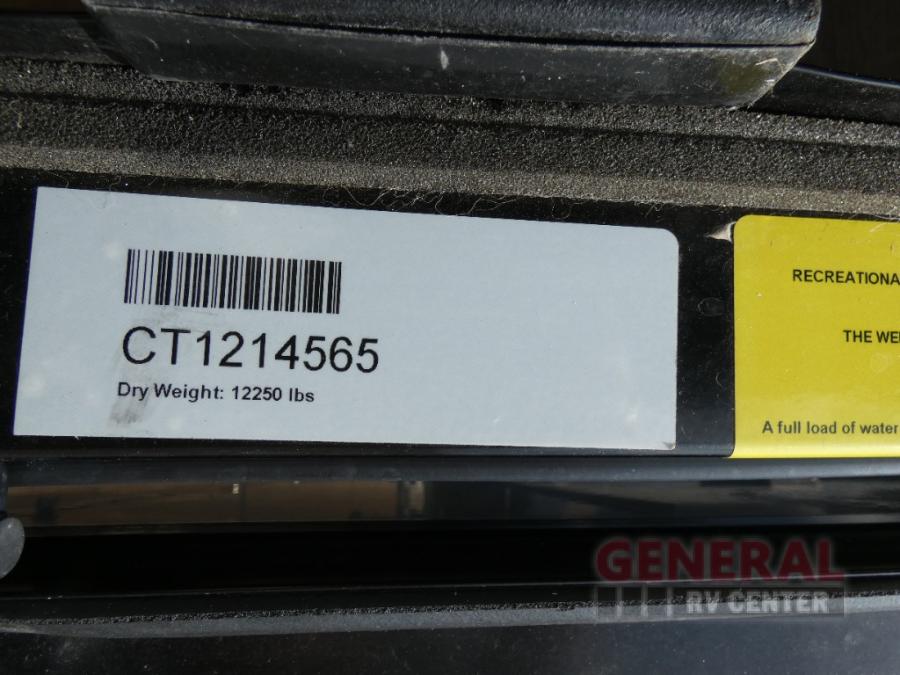 CT1214565
Dry Weight: 12250 lbs
RECREATIONA
THE WE
A full load of water
GENERAL
RV CENTER